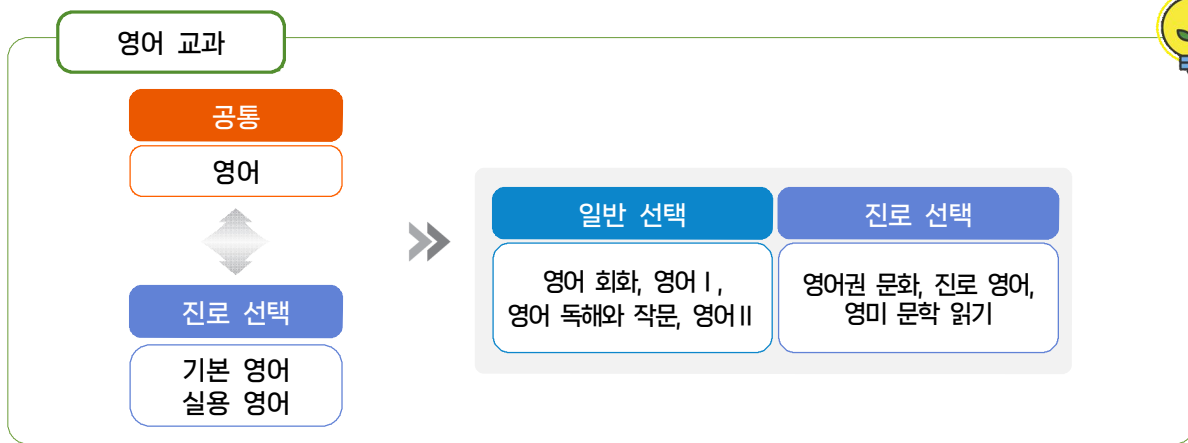 영어 교과
공통
영어
진로 선택
기본 영어
실용 영어
일반 선택
영어 회화, 영어Ⅰ,
영어 독해와 작문, 영어Ⅱ
진로 선택
영어권 문화, 진로 영어,
영미 문학 읽기